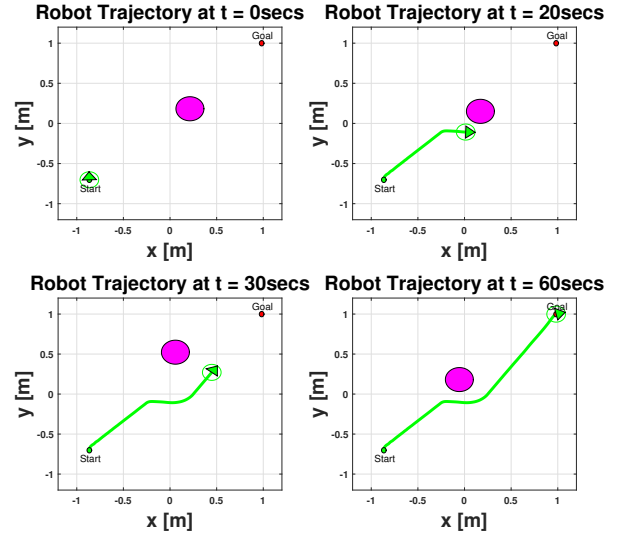 Robot Trajectory at t = 0secs
Goal
1
0.5
0
-0.5
-1
y [m]
Start
-1
-0.5
0
0.5
1
x [m]
Robot Trajectory at t = 20secs
Goal
1
0.5
0
-0.5
-1
y [m]
Start
-1
-0.5
0
0.5
1
x [m]
Robot Trajectory at t = 30secs
Goal
1
0.5
0
-0.5
-1
y [m]
Start
-1
-0.5
0
0.5
1
x [m]
Robot Trajectory at t = 60secs
Goal
1
0.5
0
-0.5
-1
y [m]
Start
-1
-0.5
0
0.5
1
x [m]